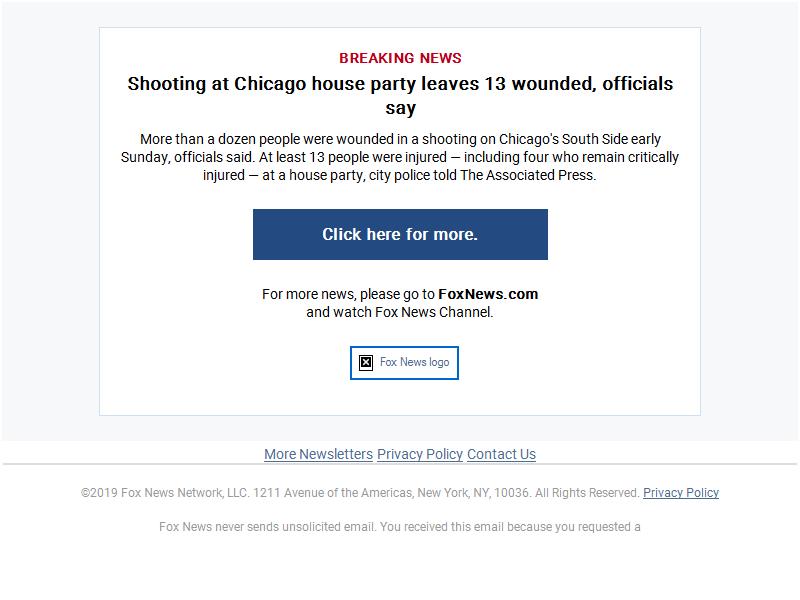 BREAKING NEWS
Shooting at Chicago house party leaves 13 wounded, officials
say
More than a dozen people were wounded in a shooting on Chicago's South Side early
Sunday, officials said. At least 13 people were injured — including four who remain critically
injured — at a house party, city police told The Associated Press.
Click here for more.
For more news, please go to FoxNews.com
and watch Fox News Channel.
Fox News logo
More Newsletters Privacy Policy Contact Us
©2019 Fox News Network, LLC. 1211 Avenue of the Americas, New York, NY, 10036. All Rights Reserved. Privacy Policy
Fox News never sends unsolicited email. You received this email because you requested a